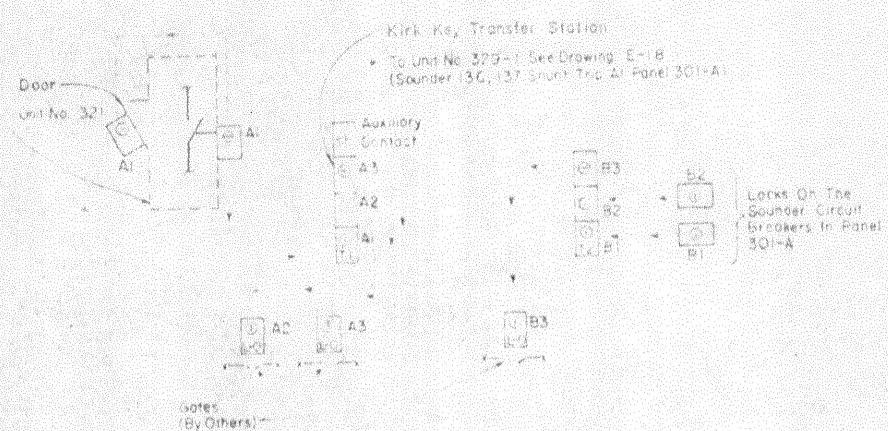 Kirk Ke, Transfer Station
To Unit No. 329-1 See Drawing E-18
(Sounder 136, 137 Shunt Trip At Panel 301-A)
Door
Unit No. 321
A1
A1
Auxiliary
Contact
A3
A2
A1
B3
B2
B1
B2
B1
Locks On The
Sounder Circuit
Breakers In Panel
301-A
A2
A3
B3
Gates
(By Others)